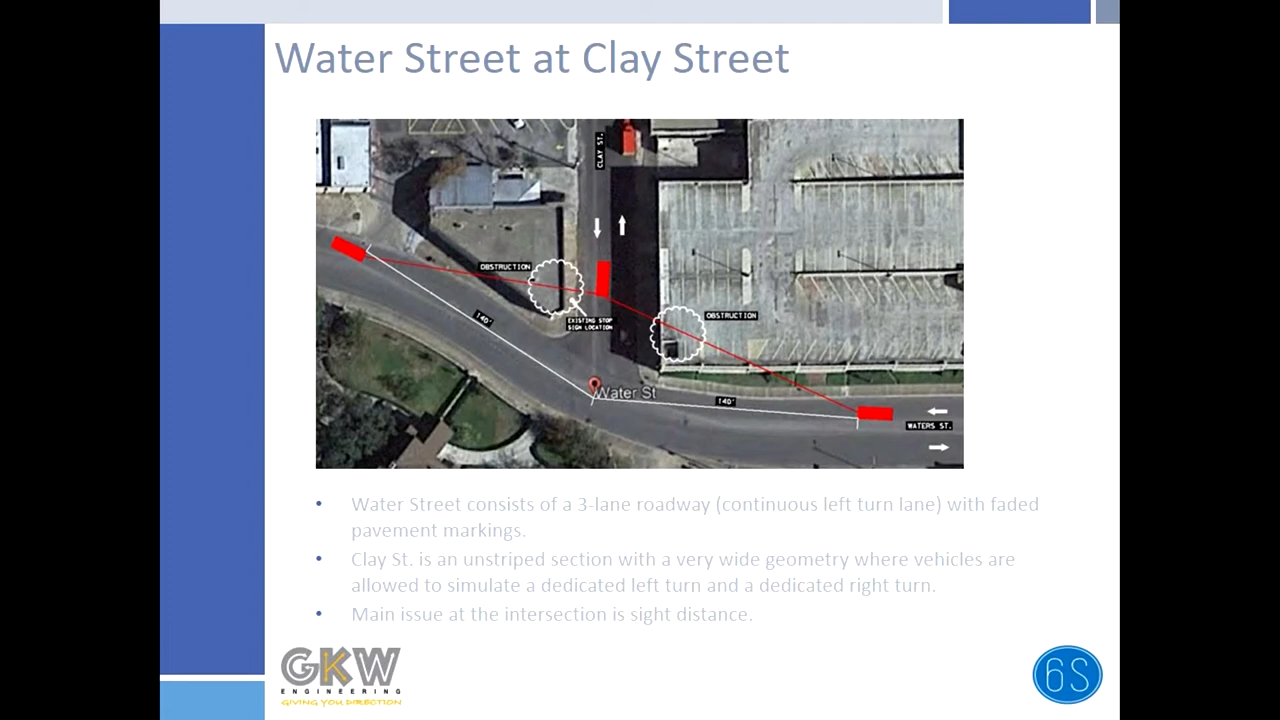 Water Street at Clay Street
CLAY ST.
OBSTRUCTION
EXISTING STOP
SIGN LOCATION
OBSTRUCTION
140'
Water St
140'
WATERS ST.
• Water Street consists of a 3-lane roadway (continuous left turn lane) with faded
pavement markings.
• Clay St. is an unstriped section with a very wide geometry where vehicles are
allowed to simulate a dedicated left turn and a dedicated right turn.
• Main issue at the intersection is sight distance.
GKW
ENGINEERING
GIVING YOU DIRECTION
6S